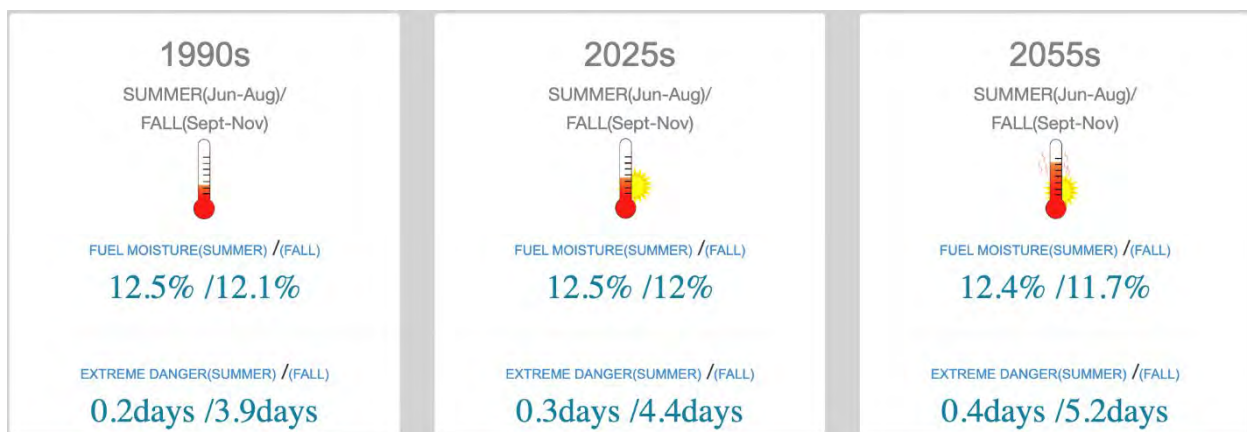 1990s
SUMMER(Jun-Aug)/
FALL(Sept-Nov)
FUEL MOISTURE(SUMMER) /(FALL)
12.5% /12.1%
EXTREME DANGER(SUMMER) /(FALL)
0.2days /3.9days
2025s
SUMMER(Jun-Aug)/
FALL(Sept-Nov)
FUEL MOISTURE(SUMMER) /(FALL)
12.5% /12%
EXTREME DANGER(SUMMER) /(FALL)
0.3days /4.4days
2055s
SUMMER(Jun-Aug)/
FALL(Sept-Nov)
FUEL MOISTURE(SUMMER) /(FALL)
12.4% /11.7%
EXTREME DANGER(SUMMER) /(FALL)
0.4days /5.2days